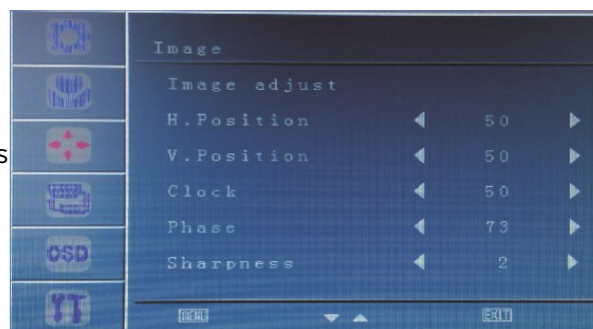 Image
Image adjust
H.Position 50
V.Position 50
s
Clock 50
Phase 73
OSD
Sharpness 2
MENU EXIT